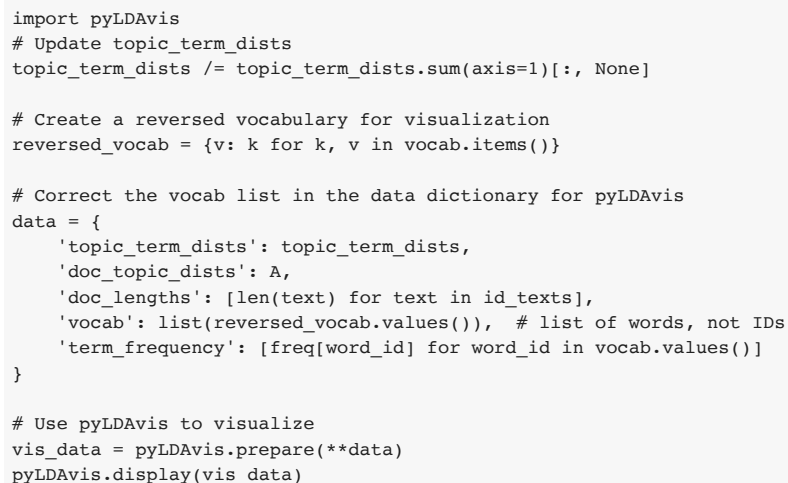 import pyLDAvis
# Update topic_term_dists
topic_term_dists /= topic_term_dists.sum(axis=1)[:, None]
# Create a reversed vocabulary for visualization
reversed_vocab = {v: k for k, v in vocab.items()}
# Correct the vocab list in the data dictionary for pyLDAvis
data = {
    'topic_term_dists': topic_term_dists,
    'doc_topic_dists': A,
    'doc_lengths': [len(text) for text in id_texts],
    'vocab': list(reversed_vocab.values()),  # list of words, not IDs
    'term_frequency': [freq[word_id] for word_id in vocab.values()]
}
# Use pyLDAvis to visualize
vis_data = pyLDAvis.prepare(**data)
pyLDAvis.display(vis_data)